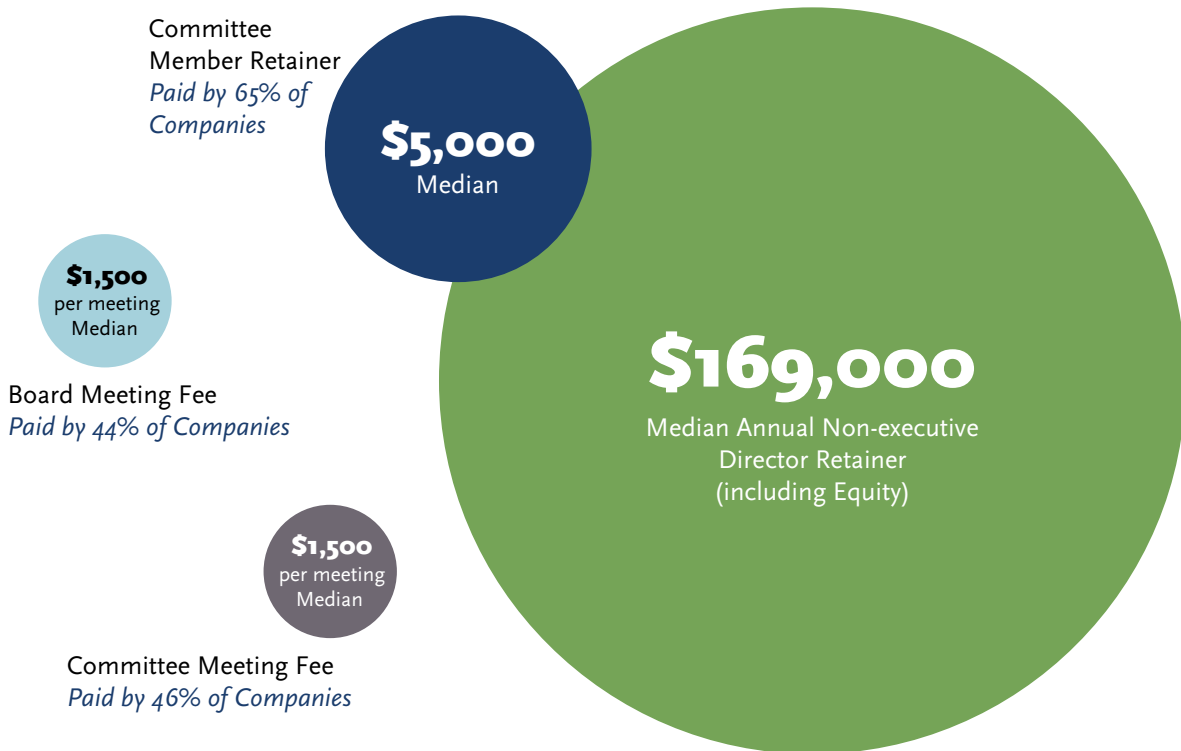 Committee
Member Retainer
Paid by 65% of
Companies
$5,000
Median
$1,500
per meeting
Median
Board Meeting Fee
Paid by 44% of Companies
$169,000
Median Annual Non-executive
Director Retainer
(including Equity)
$1,500
per meeting
Median
Committee Meeting Fee
Paid by 46% of Companies